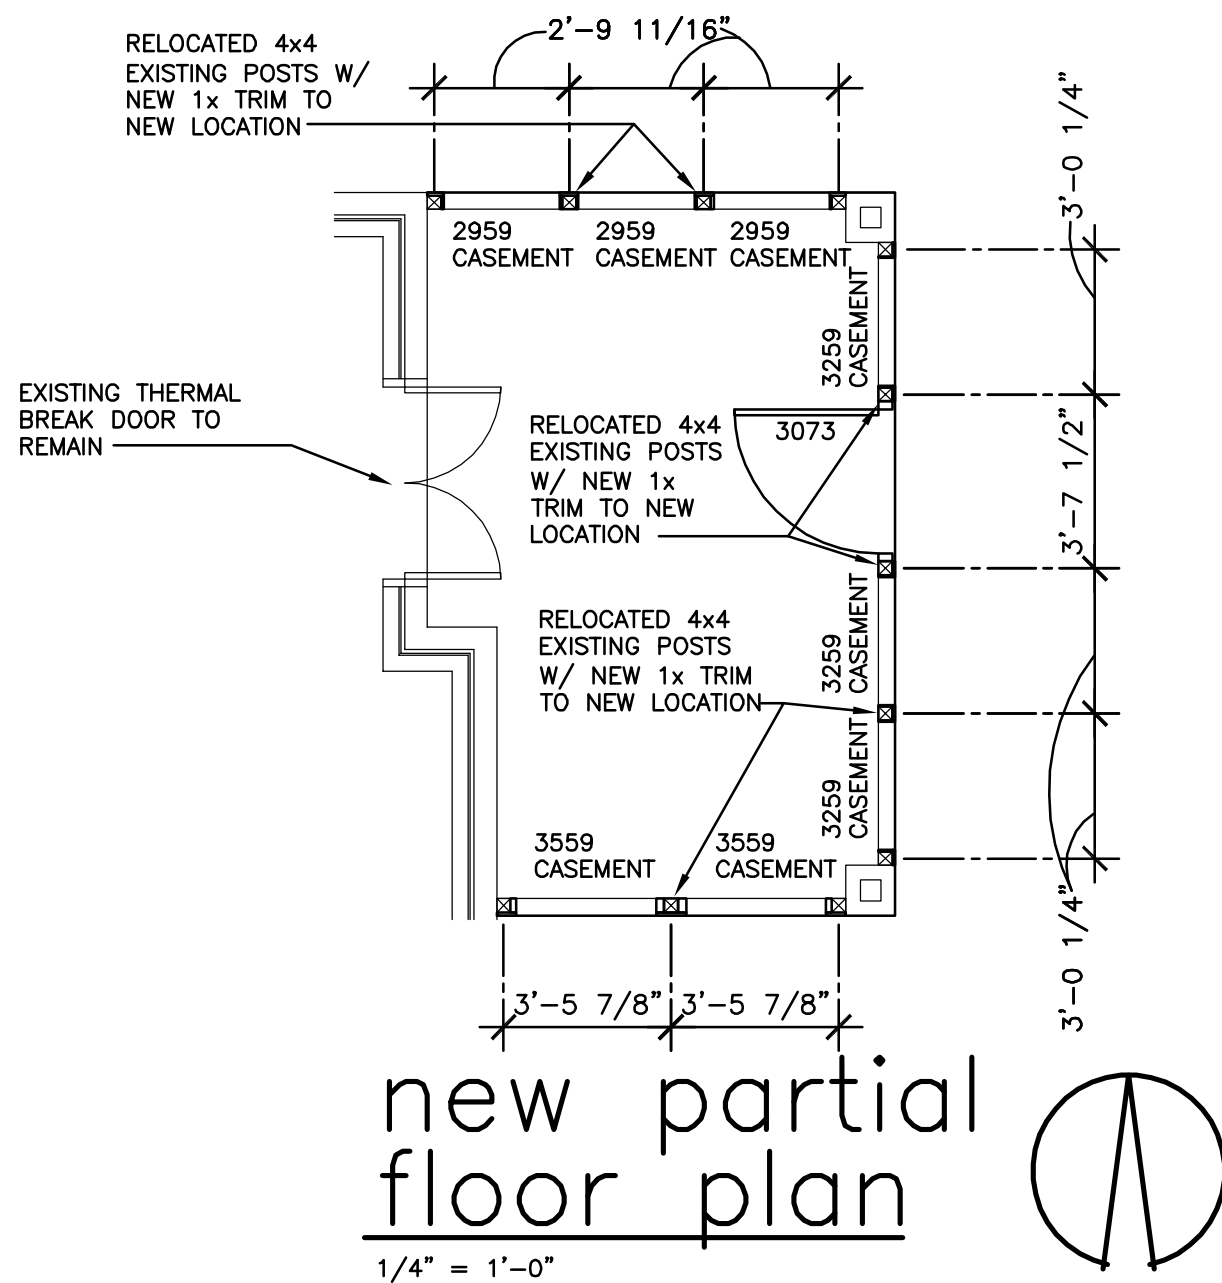 2'-9 11/16"
RELOCATED 4x4
EXISTING POSTS W/
NEW 1x TRIM TO
NEW LOCATION
3'-0 1/4"
2959
CASEMENT
2959
CASEMENT
2959
CASEMENT
3259
CASEMENT
EXISTING THERMAL
BREAK DOOR TO
REMAIN
RELOCATED 4x4
EXISTING POSTS
W/ NEW 1x
TRIM TO NEW
LOCATION
3073
3'-7 1/2"
RELOCATED 4x4
EXISTING POSTS
W/ NEW 1x TRIM
TO NEW LOCATION
3259
CASEMENT
3259
CASEMENT
3559
CASEMENT
3559
CASEMENT
3'-0 1/4"
3'-5 7/8"
3'-5 7/8"
new partial
floor plan
1/4" = 1'-0"